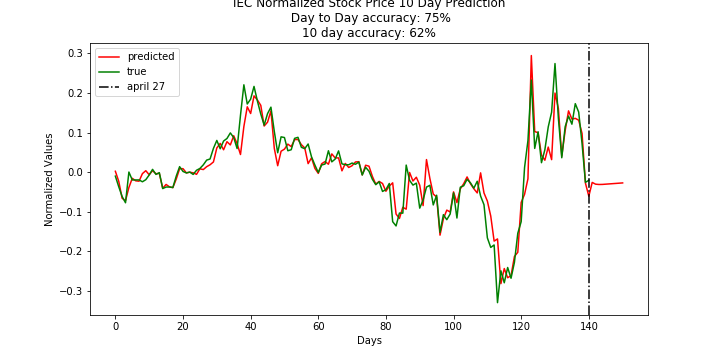 IEC Normalized Stock Price 10 Day Prediction
Day to Day accuracy: 75%
10 day accuracy: 62%
predicted
true
april 27
0.3
0.2
0.1
0.0
−0.1
−0.2
−0.3
Normalized Values
0 20 40 60 80 100 120 140
Days